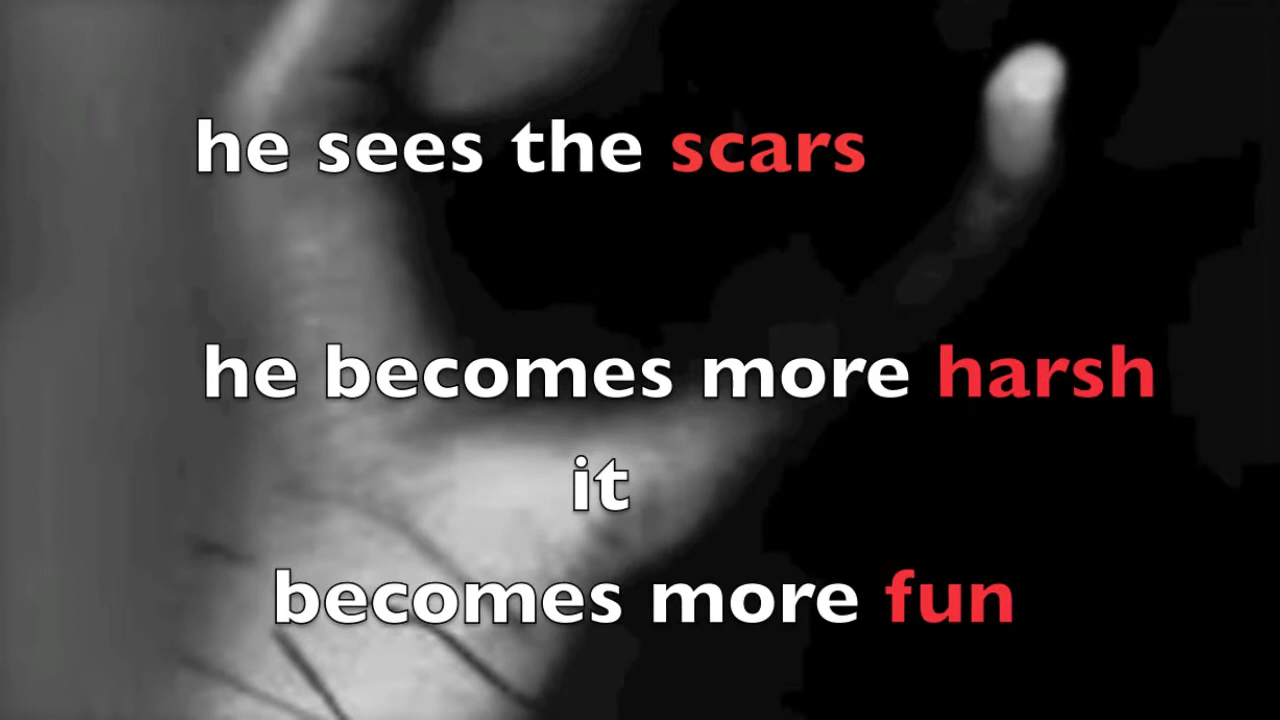 he sees the scars
he becomes more harsh
it
becomes more fun